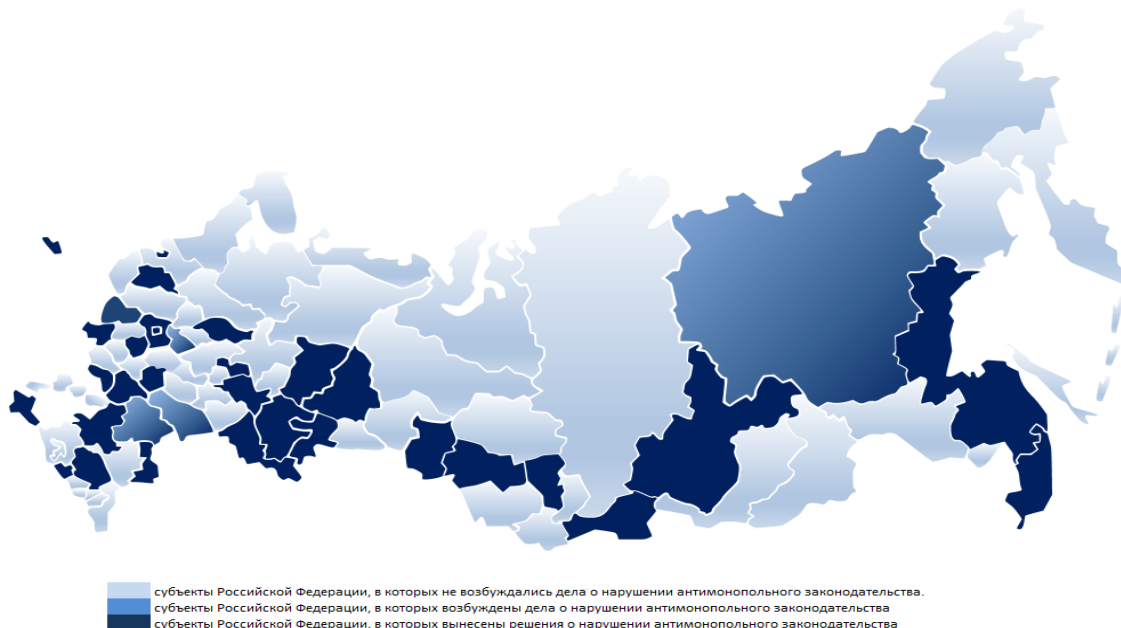 субъекты Российской Федерации, в которых не возбуждались дела о нарушении антимонопольного законодательства.
субъекты Российской Федерации, в которых возбуждены дела о нарушении антимонопольного законодательства
субъекты Российской Федерации, в которых вынесены решения о нарушении антимонопольного законодательства